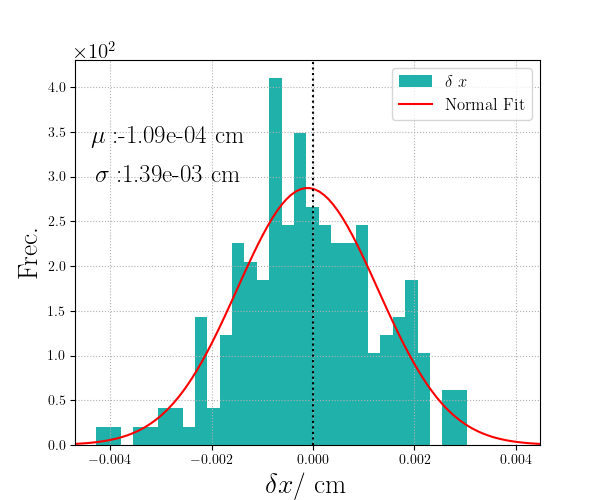 ×10²
4.0
3.5
3.0
2.5
2.0
1.5
1.0
0.5
0.0
Frec.
μ :-1.09e-04 cm
σ :1.39e-03 cm
δ x
Normal Fit
−0.004 −0.002 0.000 0.002 0.004
δx/ cm